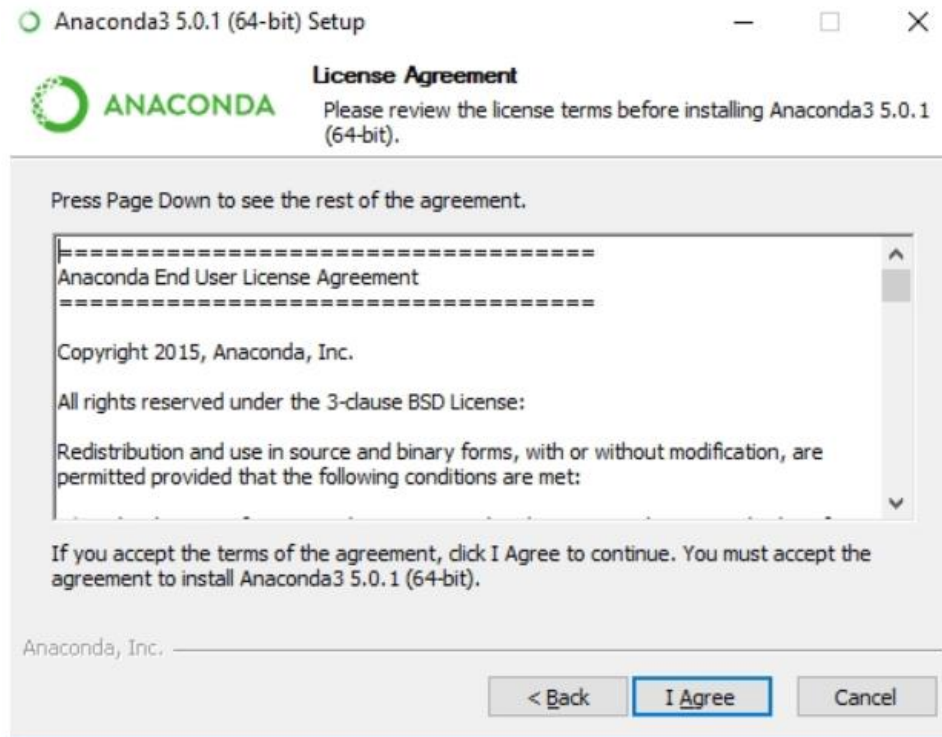 Anaconda3 5.0.1 (64-bit) Setup
ANACONDA
License Agreement
Please review the license terms before installing Anaconda3 5.0.1
(64-bit).
Press Page Down to see the rest of the agreement.
===================================
Anaconda End User License Agreement
===================================
Copyright 2015, Anaconda, Inc.
All rights reserved under the 3-clause BSD License:
Redistribution and use in source and binary forms, with or without modification, are
permitted provided that the following conditions are met:
If you accept the terms of the agreement, click I Agree to continue. You must accept the
agreement to install Anaconda3 5.0.1 (64-bit).
Anaconda, Inc.
< Back
I Agree
Cancel